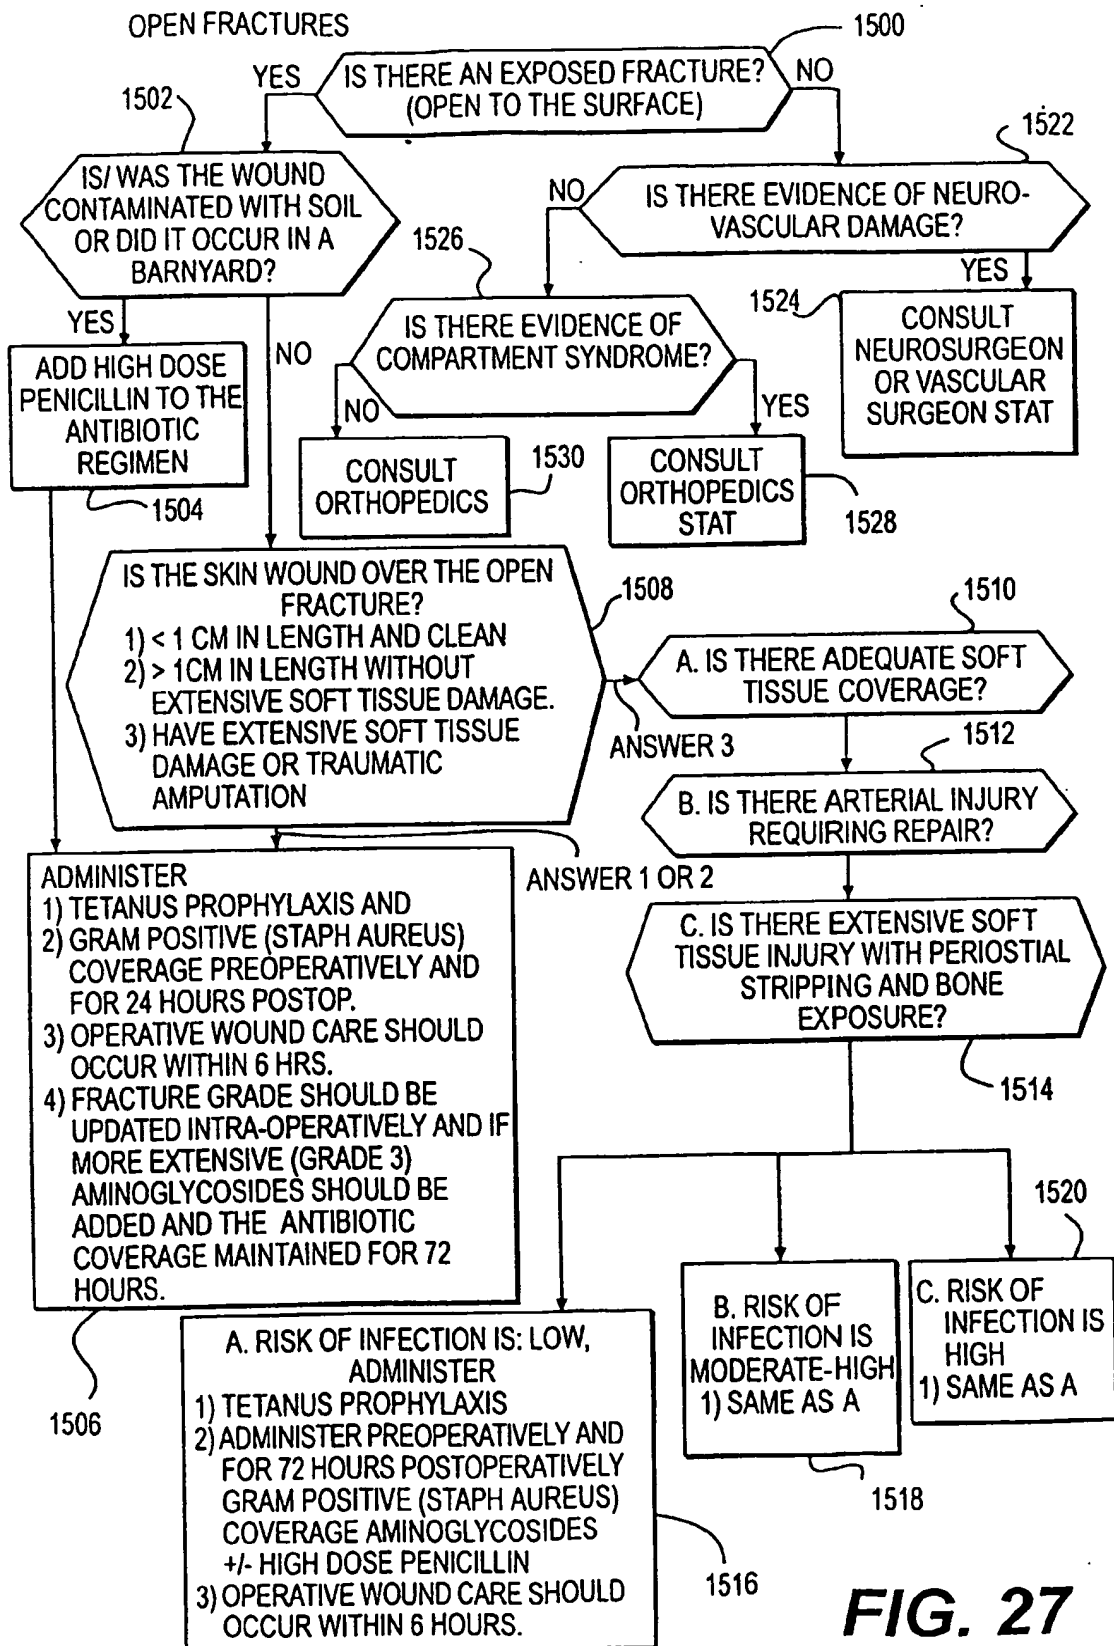 OPEN FRACTURES
1500
IS THERE AN EXPOSED FRACTURE?
(OPEN TO THE SURFACE)
YES
NO
1502
IS/ WAS THE WOUND
CONTAMINATED WITH SOIL
OR DID IT OCCUR IN A
BARNYARD?
1522
IS THERE EVIDENCE OF NEURO-
VASCULAR DAMAGE?
NO
YES
1526
IS THERE EVIDENCE OF
COMPARTMENT SYNDROME?
1524
CONSULT
NEUROSURGEON
OR VASCULAR
SURGEON STAT
YES
NO
ADD HIGH DOSE
PENICILLIN TO THE
ANTIBIOTIC
REGIMEN
1504
NO
YES
CONSULT
ORTHOPEDICS
1530
CONSULT
ORTHOPEDICS
STAT
1528
IS THE SKIN WOUND OVER THE OPEN
FRACTURE?
1) < 1 CM IN LENGTH AND CLEAN
2) > 1CM IN LENGTH WITHOUT
EXTENSIVE SOFT TISSUE DAMAGE.
3) HAVE EXTENSIVE SOFT TISSUE
DAMAGE OR TRAUMATIC
AMPUTATION
1508
ANSWER 3
1510
A. IS THERE ADEQUATE SOFT
TISSUE COVERAGE?
1512
B. IS THERE ARTERIAL INJURY
REQUIRING REPAIR?
ANSWER 1 OR 2
C. IS THERE EXTENSIVE SOFT
TISSUE INJURY WITH PERIOSTIAL
STRIPPING AND BONE
EXPOSURE?
1514
ADMINISTER
1) TETANUS PROPHYLAXIS AND
2) GRAM POSITIVE (STAPH AUREUS)
COVERAGE PREOPERATIVELY AND
FOR 24 HOURS POSTOP.
3) OPERATIVE WOUND CARE SHOULD
OCCUR WITHIN 6 HRS.
4) FRACTURE GRADE SHOULD BE
UPDATED INTRA-OPERATIVELY AND IF
MORE EXTENSIVE (GRADE 3)
AMINOGLYCOSIDES SHOULD BE
ADDED AND THE ANTIBIOTIC
COVERAGE MAINTAINED FOR 72
HOURS.
1506
A. RISK OF INFECTION IS: LOW,
ADMINISTER
1) TETANUS PROPHYLAXIS
2) ADMINISTER PREOPERATIVELY AND
FOR 72 HOURS POSTOPERATIVELY
GRAM POSITIVE (STAPH AUREUS)
COVERAGE AMINOGLYCOSIDES
+/- HIGH DOSE PENICILLIN
3) OPERATIVE WOUND CARE SHOULD
OCCUR WITHIN 6 HOURS.
1516
B. RISK OF
INFECTION IS
MODERATE-HIGH
1) SAME AS A
1518
1520
C. RISK OF
INFECTION IS
HIGH
1) SAME AS A
FIG. 27